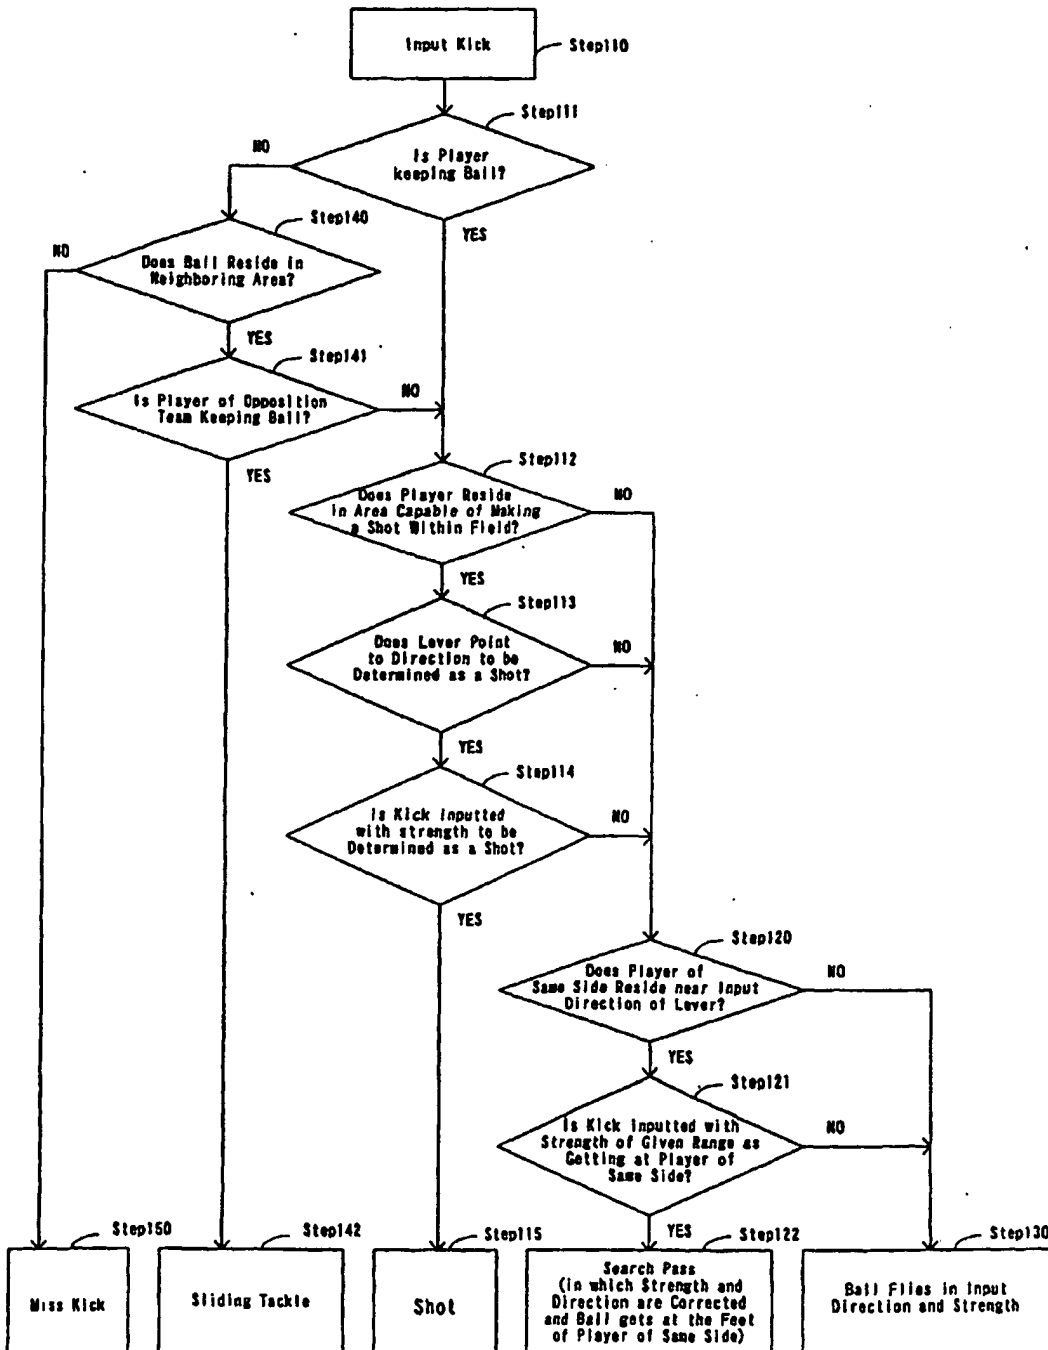 Input Kick
Step110
Step111
NO
Is Player
keeping Ball?
YES
Step140
NO
Does Ball Reside in
Neighboring Area?
YES
Step141
NO
Is Player of Opposition
Team Keeping Ball?
YES
Step112
Does Player Reside
in Area Capable of Making
a Shot Within Field?
NO
YES
Step113
Does Lever Point
to Direction to be
Determined as a Shot?
NO
YES
Step114
Is Kick Inputted
with strength to be
Determined as a Shot?
NO
YES
Step120
Does Player of
Same Side Reside near Input
Direction of Lever?
NO
YES
Step121
Is Kick Inputted with
Strength of Given Range as
Getting at Player of
Same Side?
NO
YES
Step150
Miss Kick
Step142
Sliding Tackle
Step115
Shot
Step122
Search Pass
(in which Strength and
Direction are Corrected
and Ball gets at the Feet
of Player of Same Side)
Step130
Ball Flies in Input
Direction and Strength